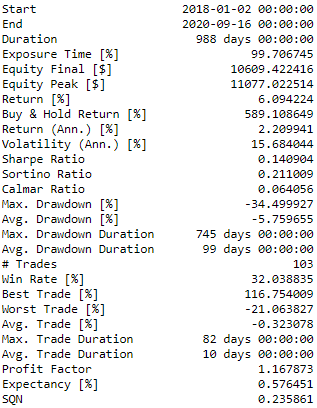 Start 2018-01-02 00:00:00
End 2020-09-16 00:00:00
Duration 988 days 00:00:00
Exposure Time [%] 99.706745
Equity Final [$] 10609.422416
Equity Peak [$] 11077.022514
Return [%] 6.094224
Buy & Hold Return [%] 589.108649
Return (Ann.) [%] 2.209941
Volatility (Ann.) [%] 15.684044
Sharpe Ratio 0.140904
Sortino Ratio 0.211009
Calmar Ratio 0.064056
Max. Drawdown [%] -34.499927
Avg. Drawdown [%] -5.759655
Max. Drawdown Duration 745 days 00:00:00
Avg. Drawdown Duration 99 days 00:00:00
# Trades 103
Win Rate [%] 32.038835
Best Trade [%] 116.754009
Worst Trade [%] -21.063827
Avg. Trade [%] -0.323078
Max. Trade Duration 82 days 00:00:00
Avg. Trade Duration 10 days 00:00:00
Profit Factor 1.167873
Expectancy [%] 0.576451
SQN 0.235861